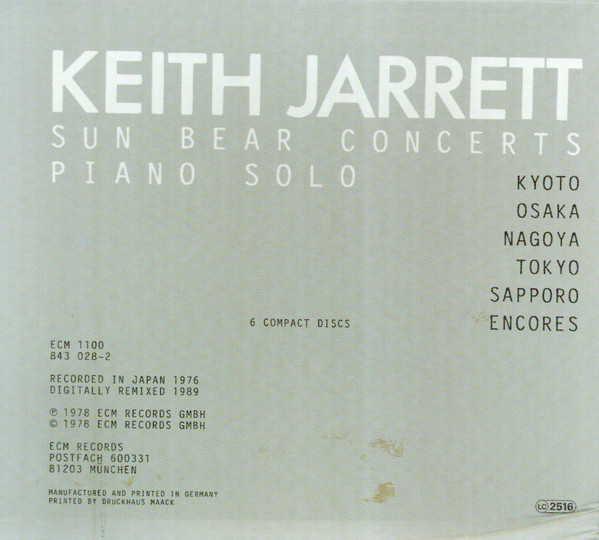 KEITH JARRETT
SUN BEAR CONCERTS
PIANO SOLO
KYOTO
OSAKA
NAGOYA
TOKYO
SAPPORO
ENCORES
6 COMPACT DISCS
ECM 1100
843 028-2
RECORDED IN JAPAN 1976
DIGITALLY REMIXED 1989
℗ 1978 ECM RECORDS GMBH
© 1978 ECM RECORDS GMBH
ECM RECORDS
POSTFACH 600331
81203 MÜNCHEN
MANUFACTURED AND PRINTED IN GERMANY
PRINTED BY DRUCKHAUS MAACK
LC 2516